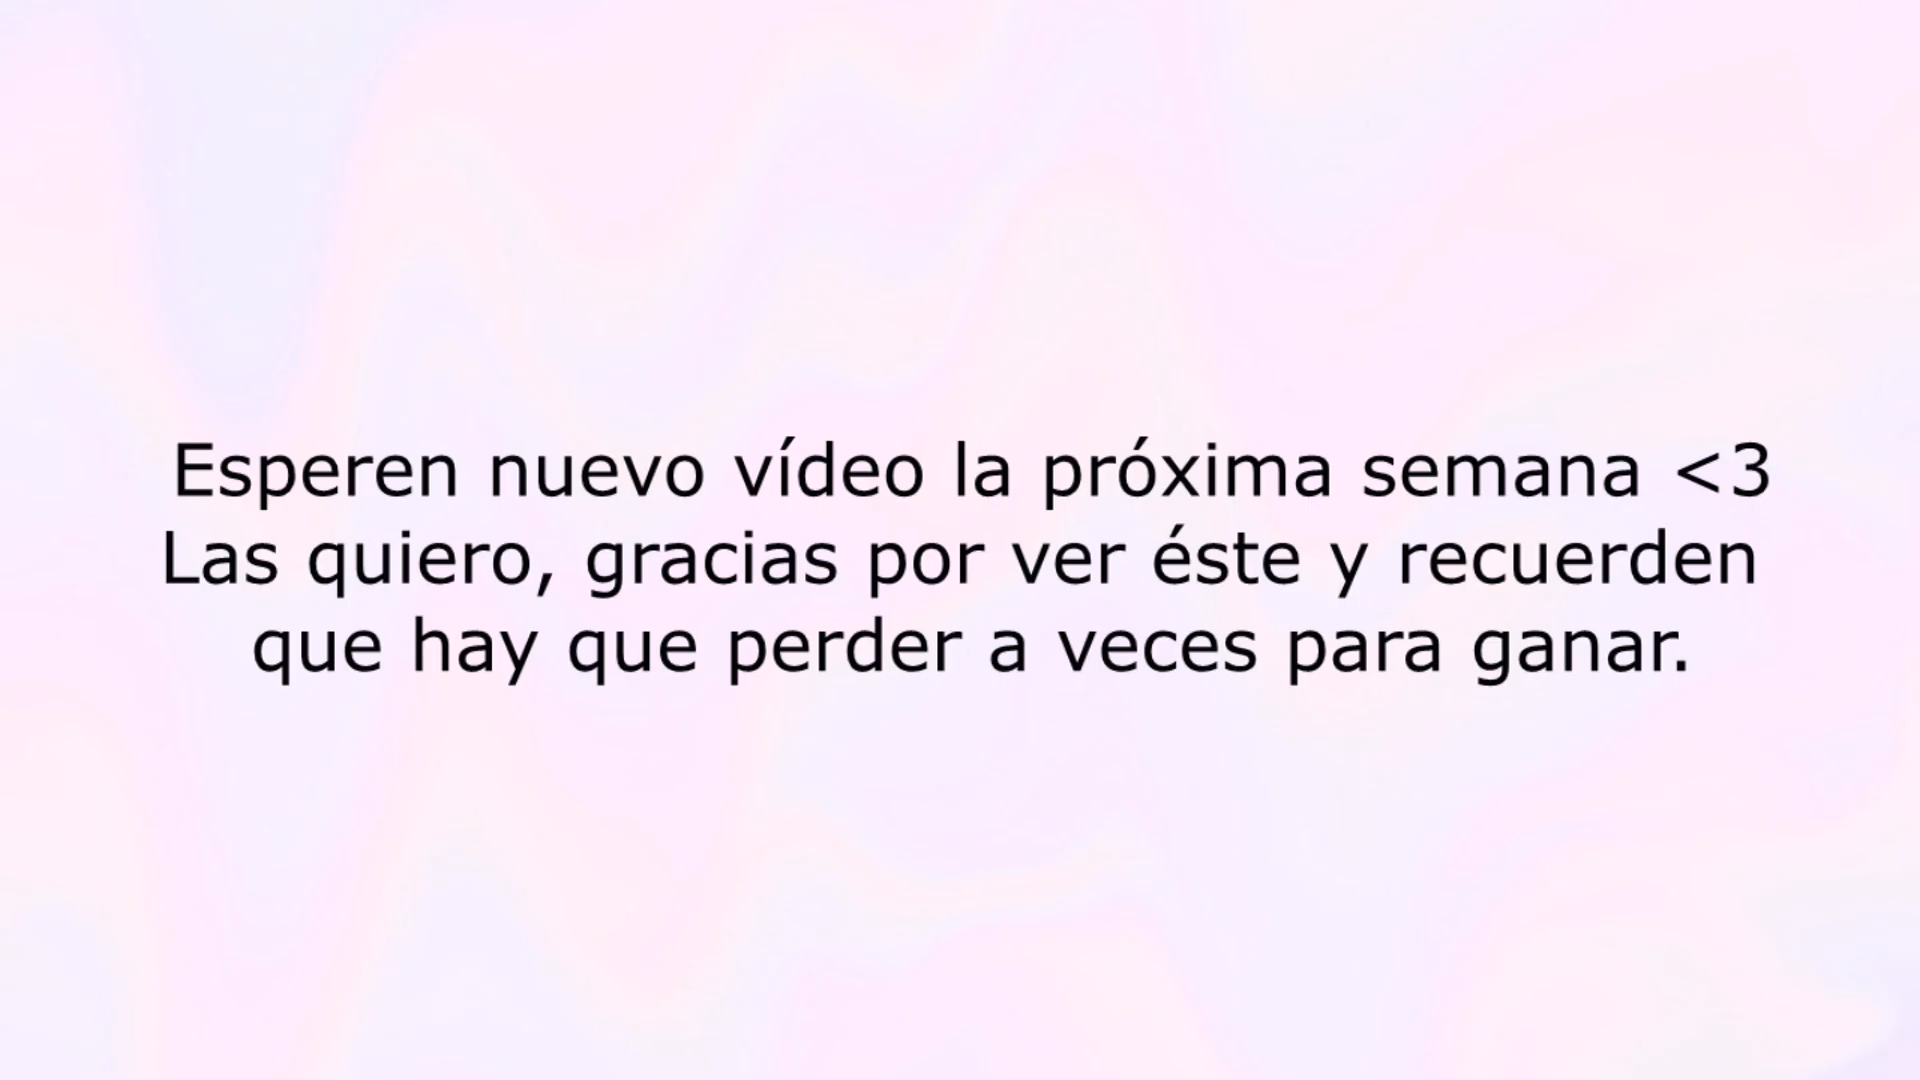 Esperen nuevo vídeo la próxima semana <3
Las quiero, gracias por ver éste y recuerden
que hay que perder a veces para ganar.